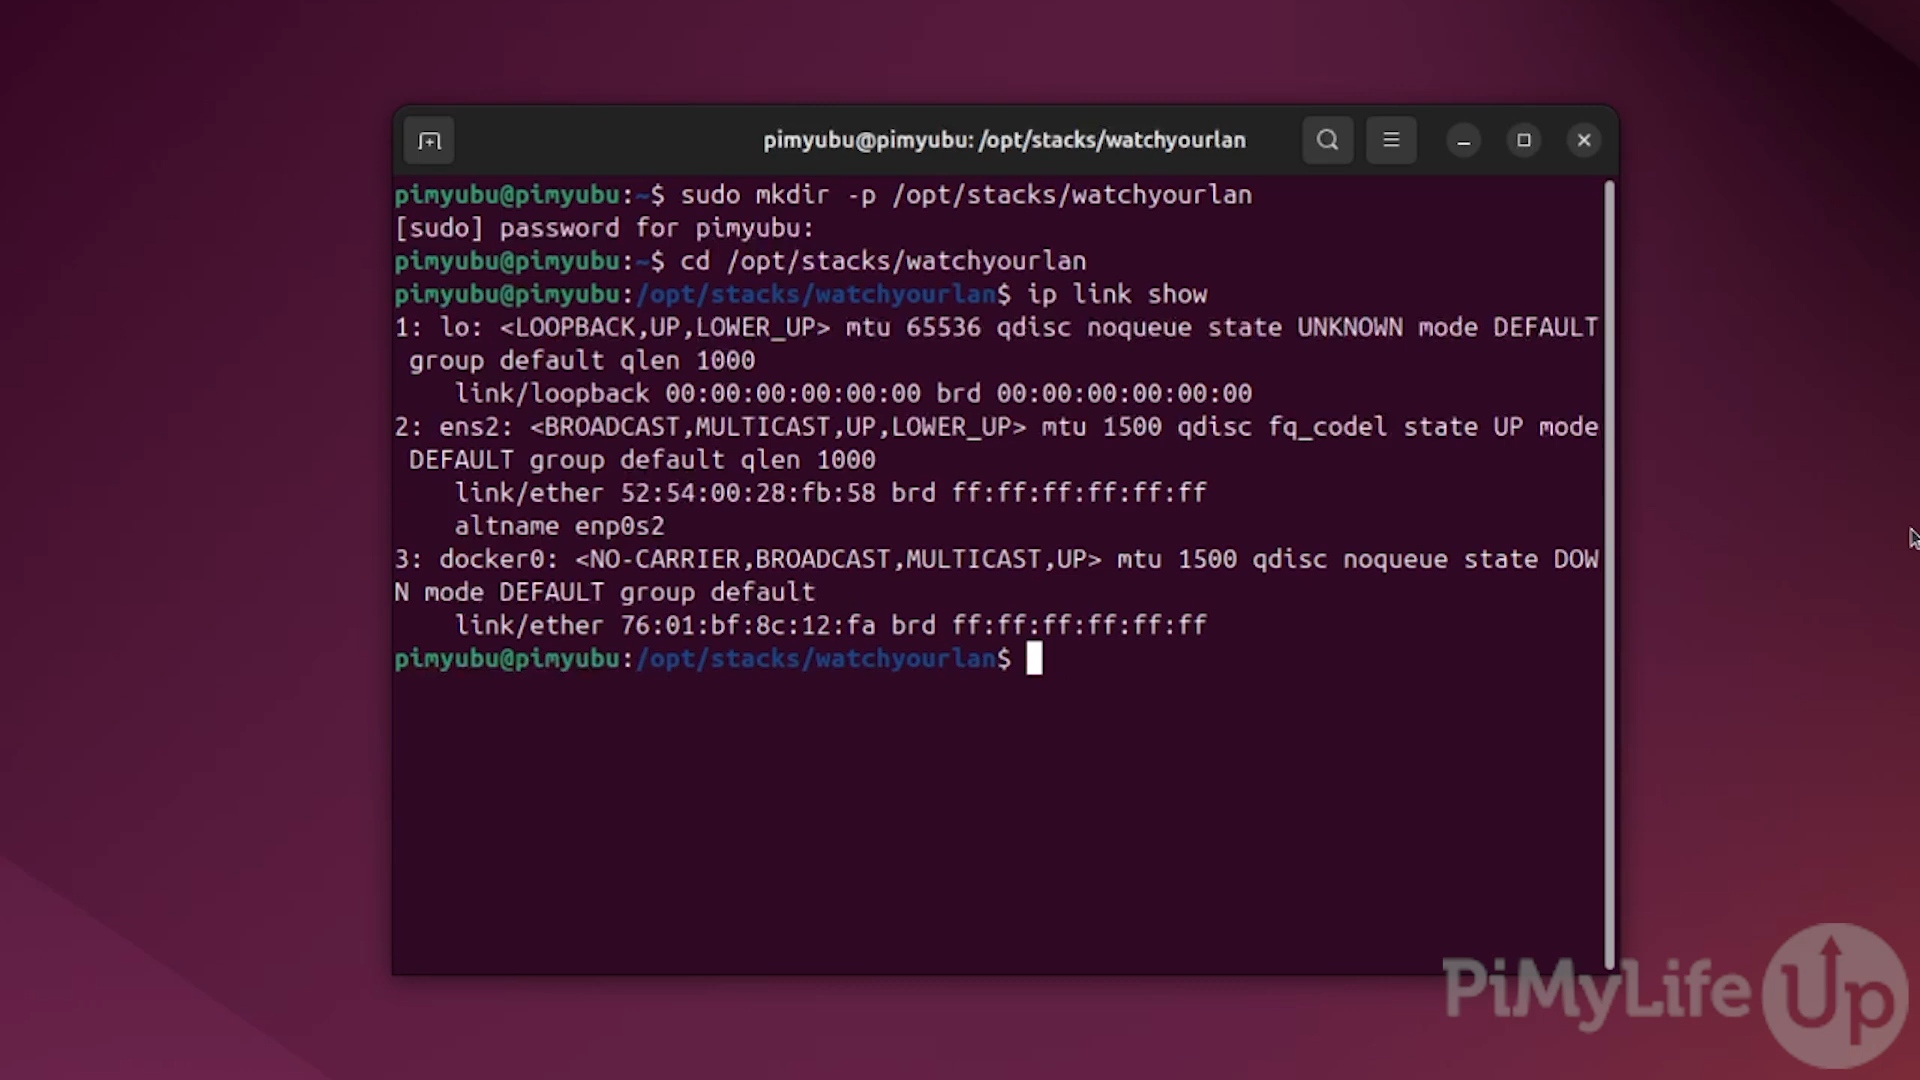 pimyubu@pimyubu: /opt/stacks/watchyourlan
pimyubu@pimyubu:~$ sudo mkdir -p /opt/stacks/watchyourlan
[sudo] password for pimyubu:
pimyubu@pimyubu:~$ cd /opt/stacks/watchyourlan
pimyubu@pimyubu:/opt/stacks/watchyourlan$ ip link show
1: lo: <LOOPBACK,UP,LOWER_UP> mtu 65536 qdisc noqueue state UNKNOWN mode DEFAULT
 group default qlen 1000
    link/loopback 00:00:00:00:00:00 brd 00:00:00:00:00:00
2: ens2: <BROADCAST,MULTICAST,UP,LOWER_UP> mtu 1500 qdisc fq_codel state UP mode
 DEFAULT group default qlen 1000
    link/ether 52:54:00:28:fb:58 brd ff:ff:ff:ff:ff:ff
    altname enp0s2
3: docker0: <NO-CARRIER,BROADCAST,MULTICAST,UP> mtu 1500 qdisc noqueue state DOW
N mode DEFAULT group default
    link/ether 76:01:bf:8c:12:fa brd ff:ff:ff:ff:ff:ff
pimyubu@pimyubu:/opt/stacks/watchyourlan$
PiMyLifeUp